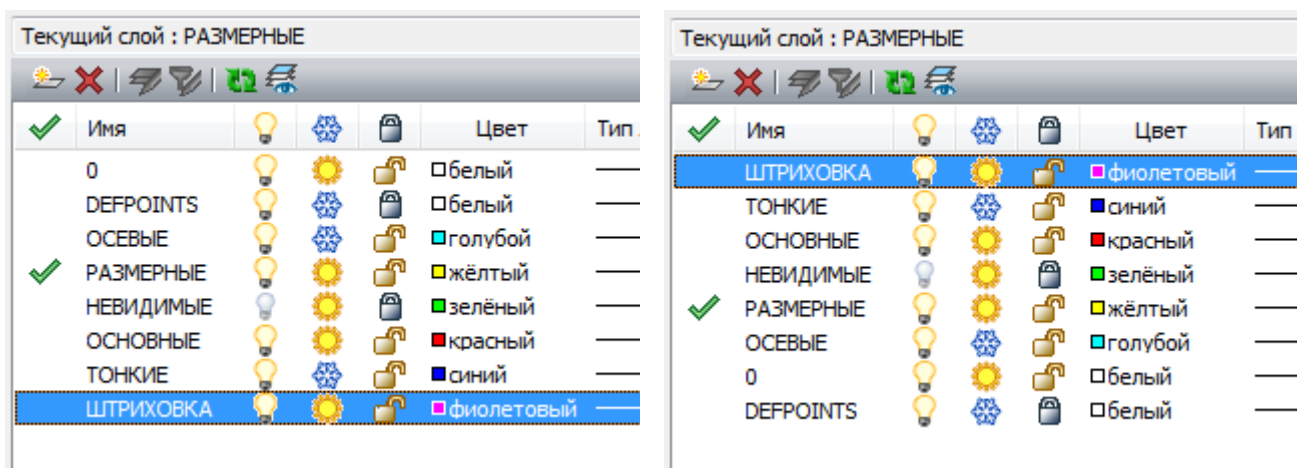 Текущий слой : РАЗМЕРНЫЕ
Имя Цвет Тип
0 белый
DEFPOINTS белый
ОСЕВЫЕ голубой
РАЗМЕРНЫЕ жёлтый
НЕВИДИМЫЕ зелёный
ОСНОВНЫЕ красный
ТОНКИЕ синий
ШТРИХОВКА фиолетовый
Текущий слой : РАЗМЕРНЫЕ
Имя Цвет Тип
ШТРИХОВКА фиолетовый
ТОНКИЕ синий
ОСНОВНЫЕ красный
НЕВИДИМЫЕ зелёный
РАЗМЕРНЫЕ жёлтый
ОСЕВЫЕ голубой
0 белый
DEFPOINTS белый